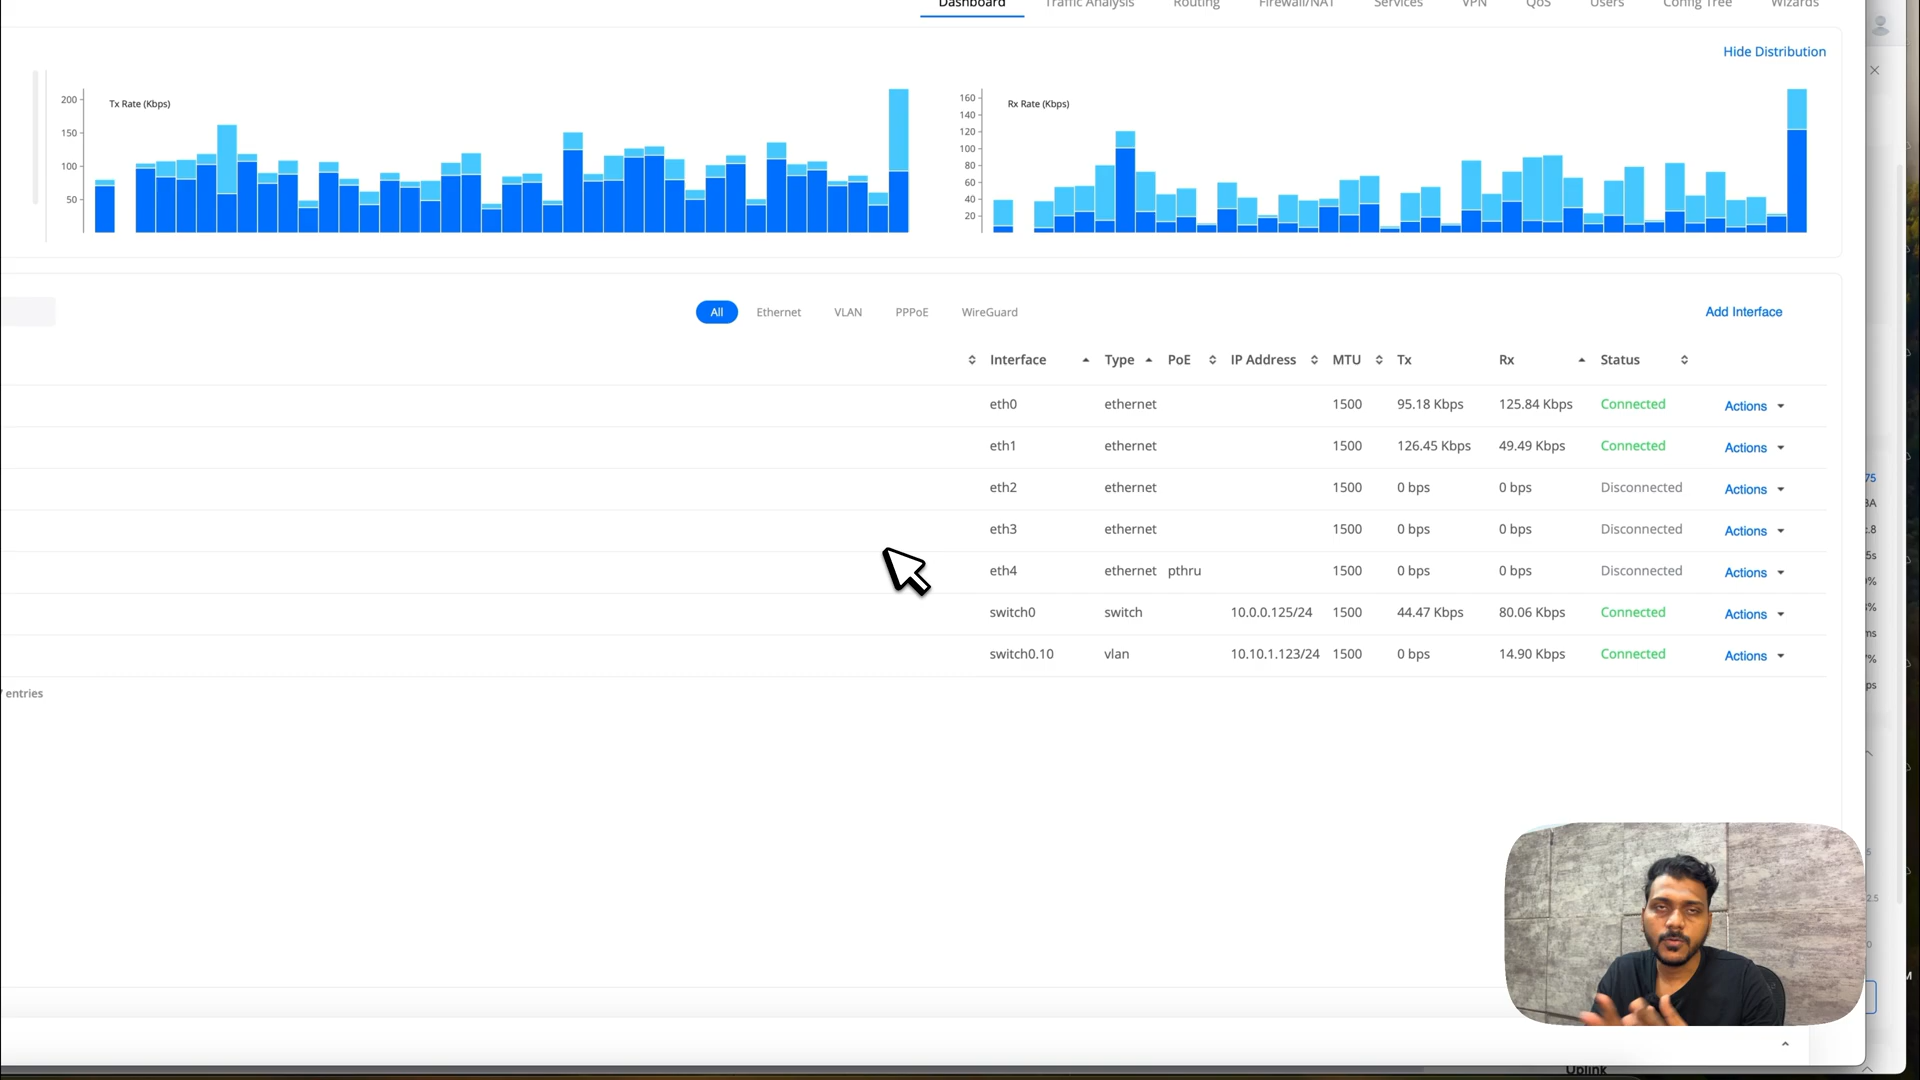 Dashboard Traffic Analysis Routing Firewall/NAT Services VPN QoS Users Config Tree Wizards
Hide Distribution
Tx Rate (Kbps)
200
150
100
50
Rx Rate (Kbps)
160
140
120
100
80
60
40
20
All Ethernet VLAN PPPoE WireGuard Add Interface
Interface Type PoE IP Address MTU Tx Rx Status
eth0 ethernet 1500 95.18 Kbps 125.84 Kbps Connected Actions
eth1 ethernet 1500 126.45 Kbps 49.49 Kbps Connected Actions
eth2 ethernet 1500 0 bps 0 bps Disconnected Actions
eth3 ethernet 1500 0 bps 0 bps Disconnected Actions
eth4 ethernet pthru 1500 0 bps 0 bps Disconnected Actions
switch0 switch 10.0.0.125/24 1500 44.47 Kbps 80.06 Kbps Connected Actions
switch0.10 vlan 10.10.1.123/24 1500 0 bps 14.90 Kbps Connected Actions
entries
Uplink